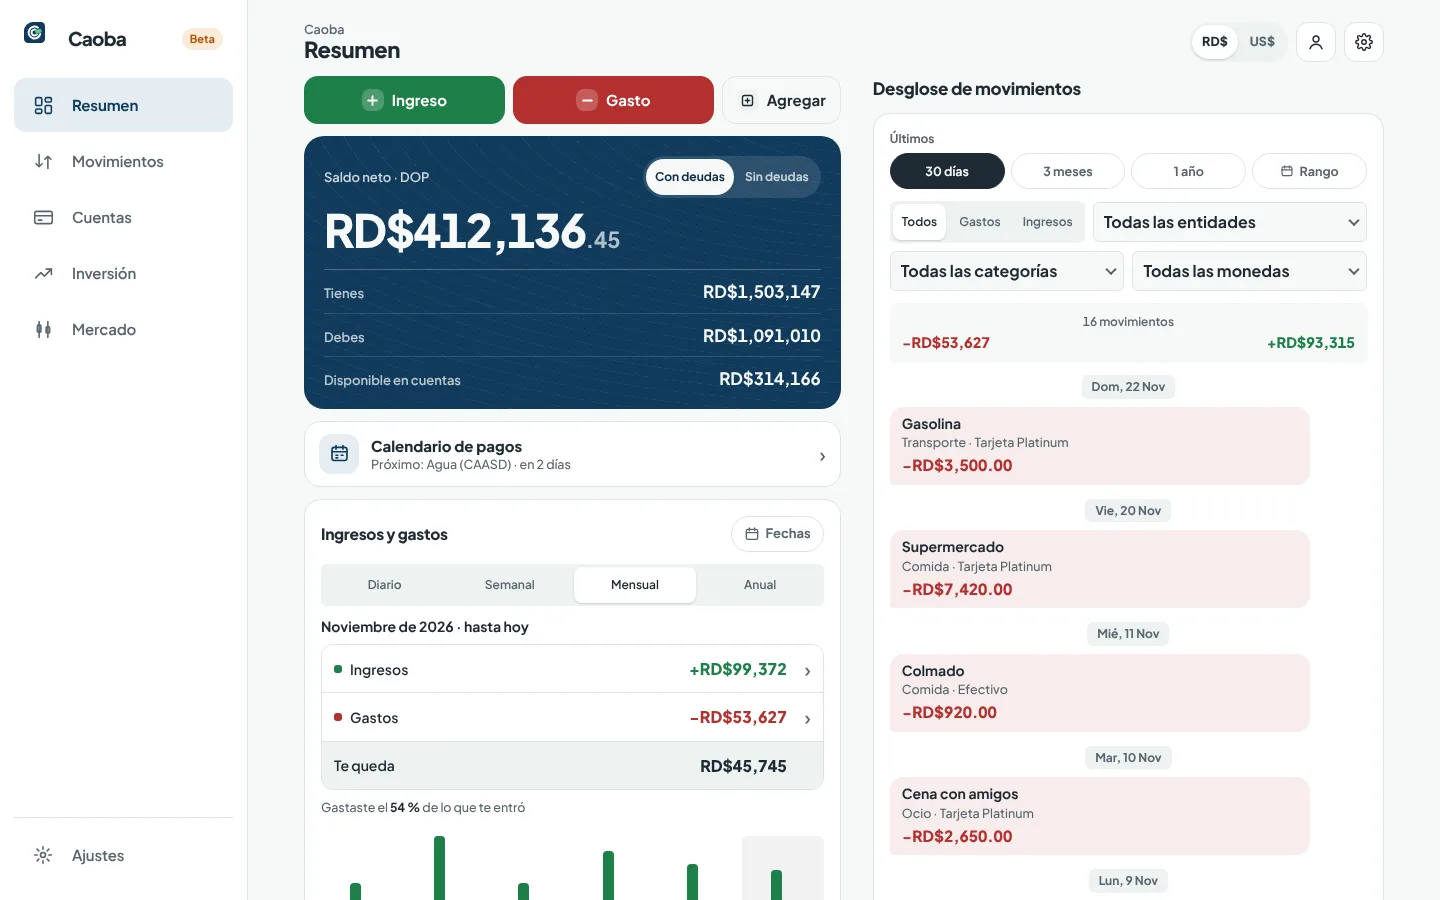 Caoba
Beta
Resumen
Movimientos
Cuentas
Inversión
Mercado
Ajustes
Caoba
Resumen
RD$
US$
Ingreso
Gasto
Agregar
Saldo neto · DOP
Con deudas
Sin deudas
RD$412,136.45
Tienes
RD$1,503,147
Debes
RD$1,091,010
Disponible en cuentas
RD$314,166
Calendario de pagos
Próximo: Agua (CAASD) · en 2 días
Ingresos y gastos
Fechas
Diario
Semanal
Mensual
Anual
Noviembre de 2026 · hasta hoy
Ingresos
+RD$99,372
Gastos
-RD$53,627
Te queda
RD$45,745
Gastaste el 54 % de lo que te entró
Desglose de movimientos
Últimos
30 días
3 meses
1 año
Rango
Todos
Gastos
Ingresos
Todas las entidades
Todas las categorías
Todas las monedas
16 movimientos
-RD$53,627
+RD$93,315
Dom, 22 Nov
Gasolina
Transporte · Tarjeta Platinum
-RD$3,500.00
Vie, 20 Nov
Supermercado
Comida · Tarjeta Platinum
-RD$7,420.00
Mié, 11 Nov
Colmado
Comida · Efectivo
-RD$920.00
Mar, 10 Nov
Cena con amigos
Ocio · Tarjeta Platinum
-RD$2,650.00
Lun, 9 Nov